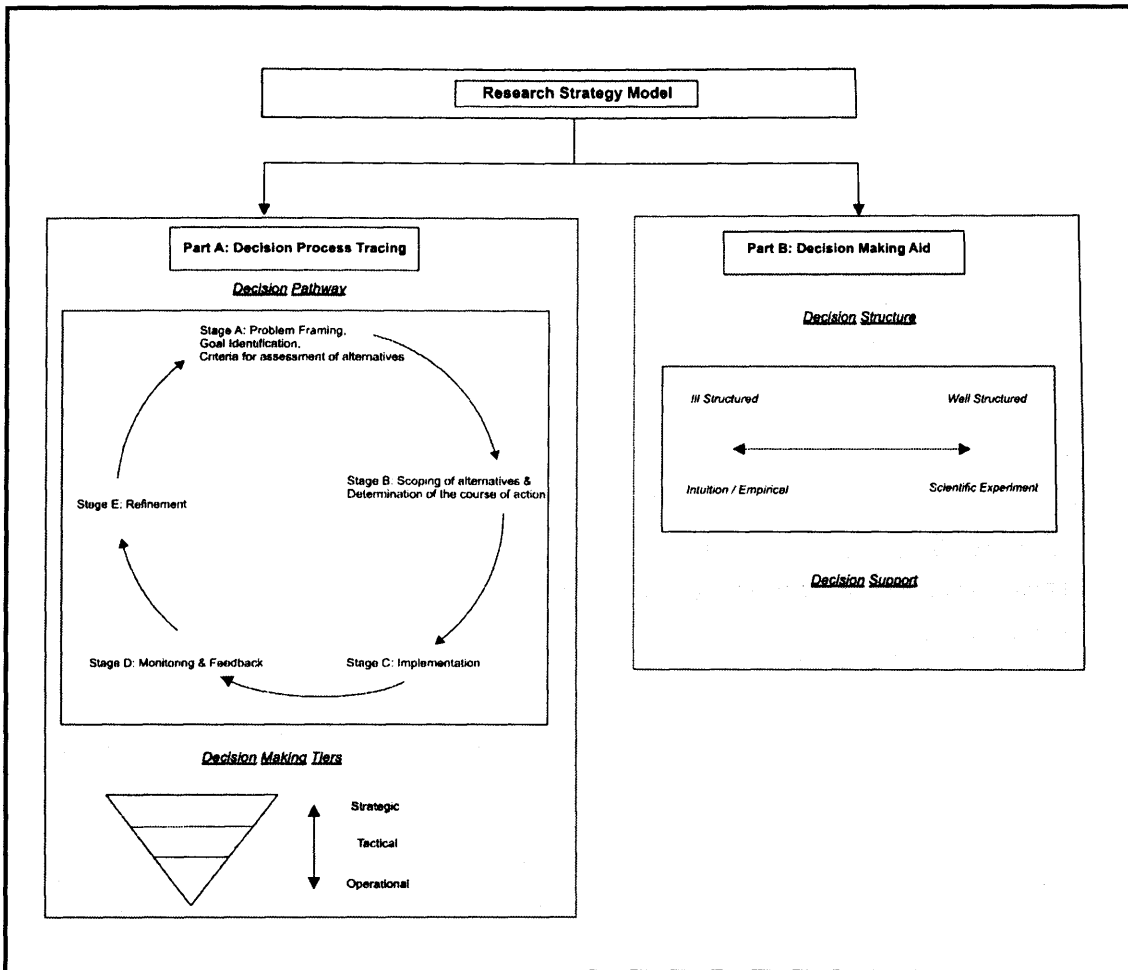 Research Strategy Model
Part A: Decision Process Tracing
Decision Pathway
Stage A: Problem Framing,
Goal Identification,
Criteria for assessment of alternatives
Stage B: Scoping of alternatives &
Determination of the course of action
Stage C: Implementation
Stage D: Monitoring & Feedback
Stage E: Refinement
Decision Making Tiers
Strategic
Tactical
Operational
Part B: Decision Making Aid
Decision Structure
Ill Structured
Well Structured
Intuition / Empirical
Scientific Experiment
Decision Support